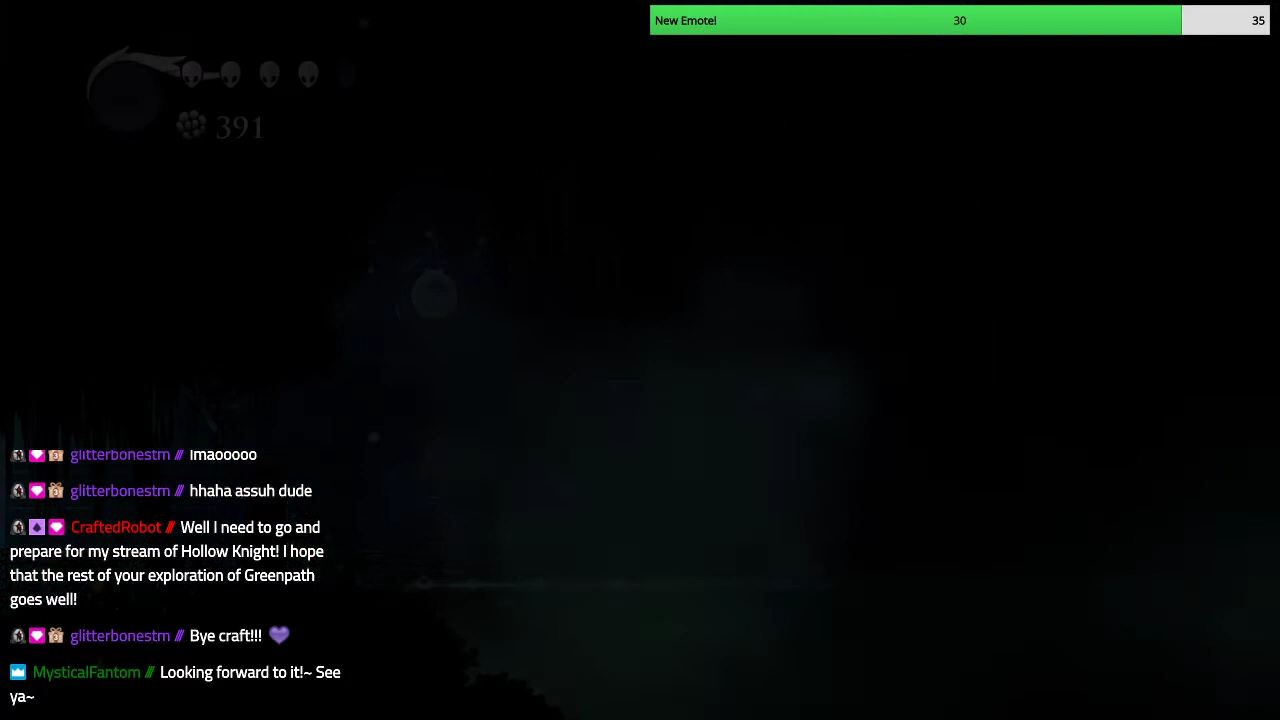 New Emote! 30 35
391
glitterbonestm /// lmaooooo
glitterbonestm /// hhaha assuh dude
CraftedRobot /// Well I need to go and
prepare for my stream of Hollow Knight! I hope
that the rest of your exploration of Greenpath
goes well!
glitterbonestm /// Bye craft!!!
MysticalFantom /// Looking forward to it!~ See
ya~